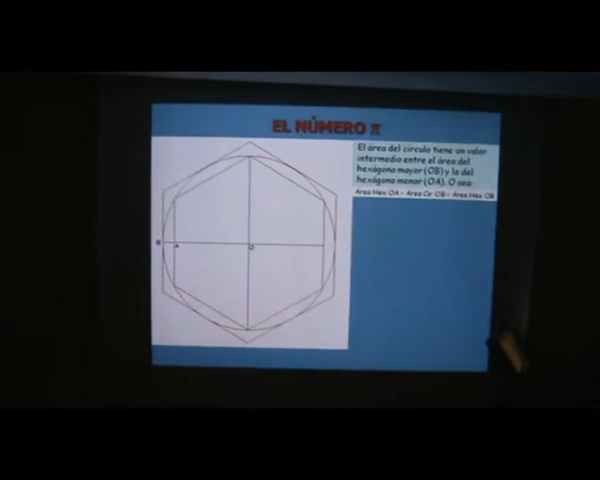 EL NÚMERO π
El área del círculo tiene un valor
intermedio entre el área del
hexágono mayor (OB) y la del
hexágono menor (OA). O sea:
Area Hex OA < Area Cir OB < Area Hex OB
B
A
O